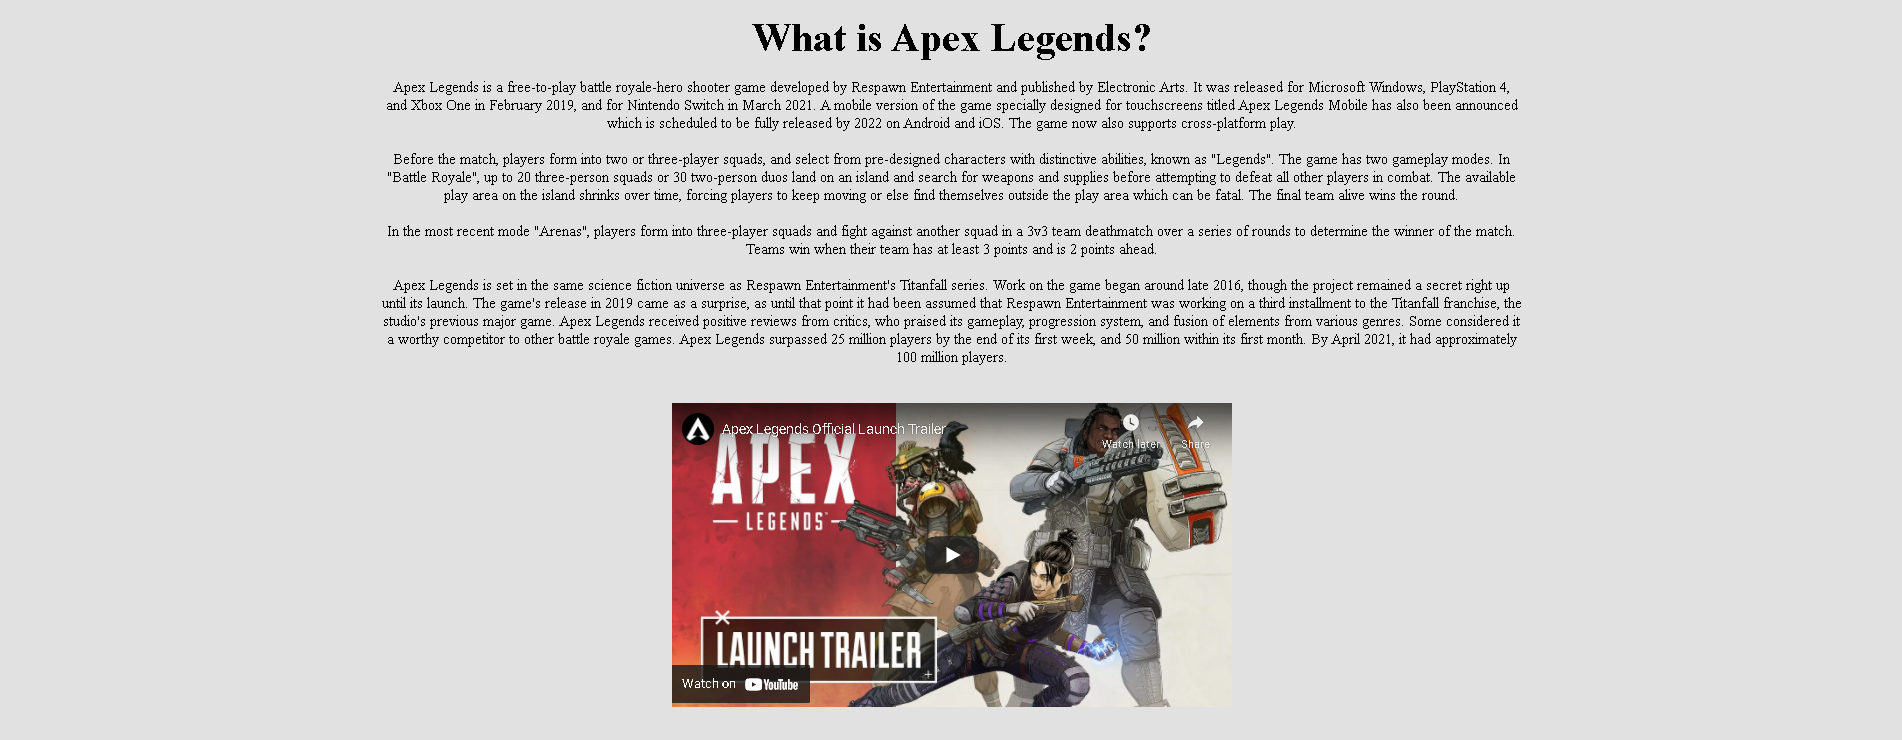 What is Apex Legends?
Apex Legends is a free-to-play battle royale-hero shooter game developed by Respawn Entertainment and published by Electronic Arts. It was released for Microsoft Windows, PlayStation 4,
and Xbox One in February 2019, and for Nintendo Switch in March 2021. A mobile version of the game specially designed for touchscreens titled Apex Legends Mobile has also been announced
which is scheduled to be fully released by 2022 on Android and iOS. The game now also supports cross-platform play.
Before the match, players form into two or three-player squads, and select from pre-designed characters with distinctive abilities, known as "Legends". The game has two gameplay modes. In
"Battle Royale", up to 20 three-person squads or 30 two-person duos land on an island and search for weapons and supplies before attempting to defeat all other players in combat. The available
play area on the island shrinks over time, forcing players to keep moving or else find themselves outside the play area which can be fatal. The final team alive wins the round.
In the most recent mode "Arenas", players form into three-player squads and fight against another squad in a 3v3 team deathmatch over a series of rounds to determine the winner of the match.
Teams win when their team has at least 3 points and is 2 points ahead.
Apex Legends is set in the same science fiction universe as Respawn Entertainment's Titanfall series. Work on the game began around late 2016, though the project remained a secret right up
until its launch. The game's release in 2019 came as a surprise, as until that point it had been assumed that Respawn Entertainment was working on a third installment to the Titanfall franchise, the
studio's previous major game. Apex Legends received positive reviews from critics, who praised its gameplay, progression system, and fusion of elements from various genres. Some considered it
a worthy competitor to other battle royale games. Apex Legends surpassed 25 million players by the end of its first week, and 50 million within its first month. By April 2021, it had approximately
100 million players.
Apex Legends Official Launch Trailer
Watch later
Share
APEX
LEGENDS
LAUNCH TRAILER
Watch on YouTube